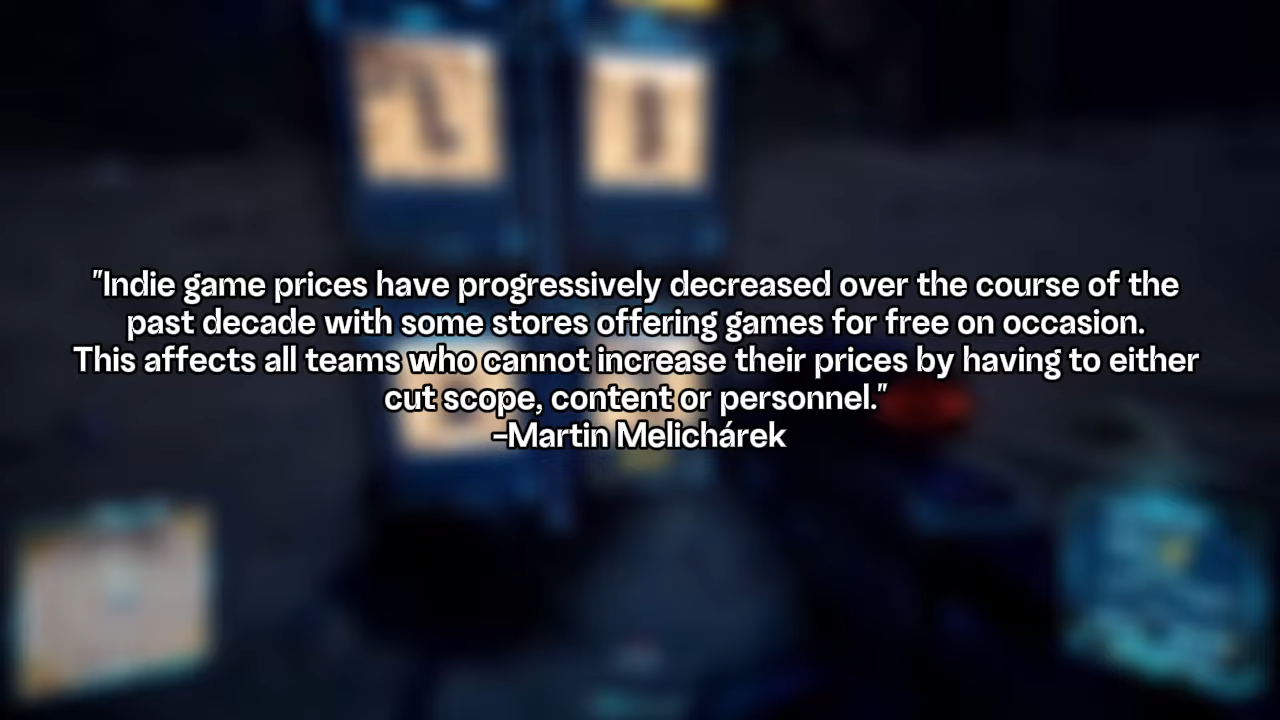 "Indie game prices have progressively decreased over the course of the
past decade with some stores offering games for free on occasion.
This affects all teams who cannot increase their prices by having to either
cut scope, content or personnel."
-Martin Melichárek